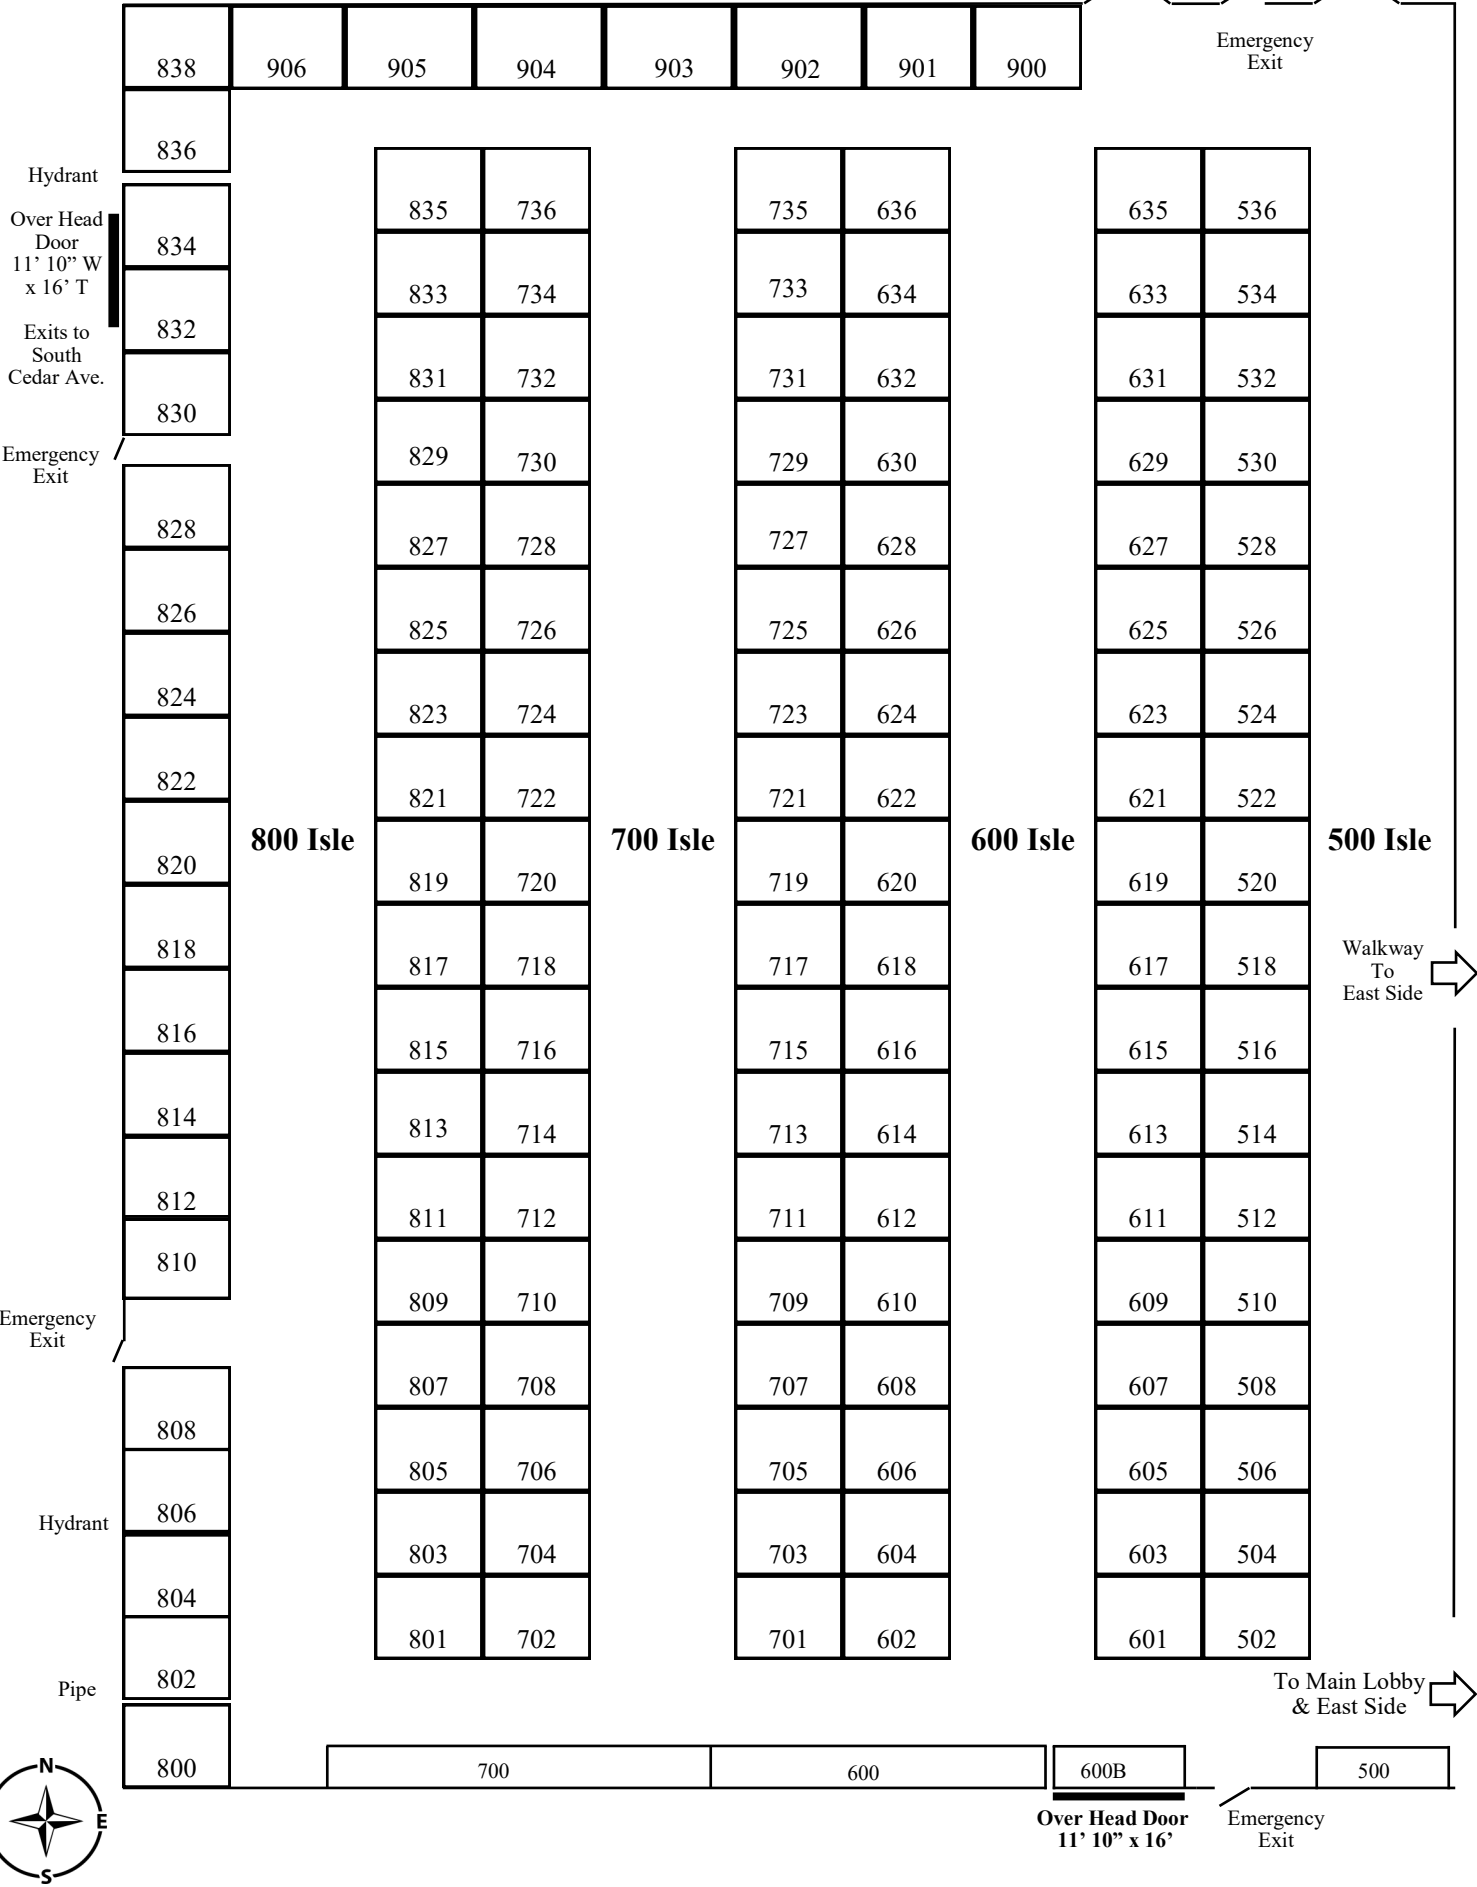 838 906 905 904 903 902 901 900
Emergency
Exit
836
Hydrant
Over Head
Door
11’ 10” W
x 16’ T
Exits to
South
Cedar Ave.
834
832
830
Emergency
Exit
835 736 735 636 635 536
833 734 733 634 633 534
831 732 731 632 631 532
829 730 729 630 629 530
828
827 728 727 628 627 528
826
825 726 725 626 625 526
824
823 724 723 624 623 524
822
821 722 721 622 621 522
800 Isle 700 Isle 600 Isle 500 Isle
820
819 720 719 620 619 520
818
817 718 717 618 617 518
Walkway
To
East Side
816
815 716 715 616 615 516
814
813 714 713 614 613 514
812
811 712 711 612 611 512
810
809 710 709 610 609 510
Emergency
Exit
807 708 707 608 607 508
808
805 706 705 606 605 506
806
Hydrant
803 704 703 604 603 504
804
801 702 701 602 601 502
802
Pipe
To Main Lobby
& East Side
800 700 600 600B 500
Over Head Door
11’ 10” x 16’
Emergency
Exit
N
E
S